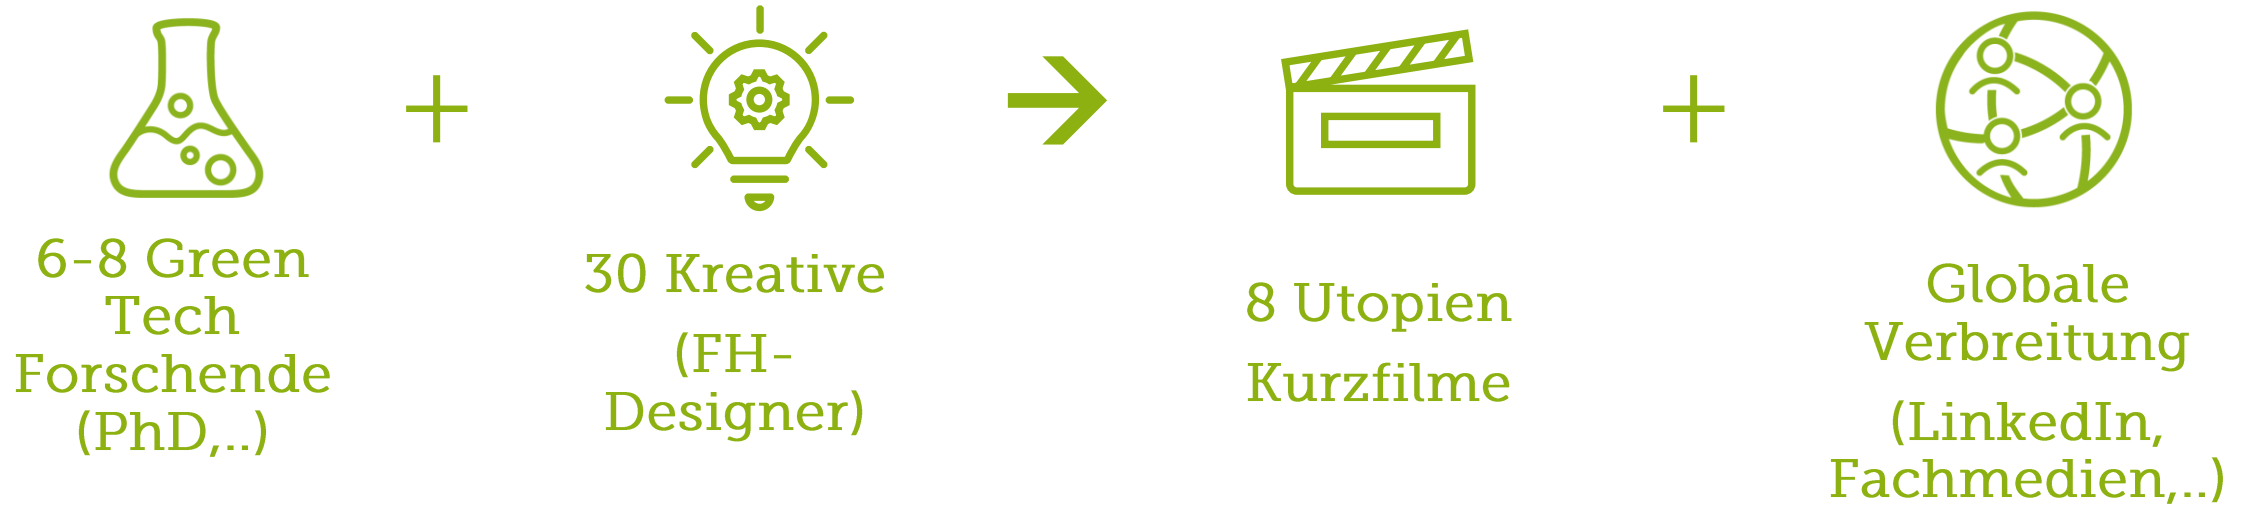 6-8 Green
Tech
Forschende
(PhD,..)
30 Kreative
(FH-
Designer)
8 Utopien
Kurzfilme
Globale
Verbreitung
(LinkedIn,
Fachmedien,..)